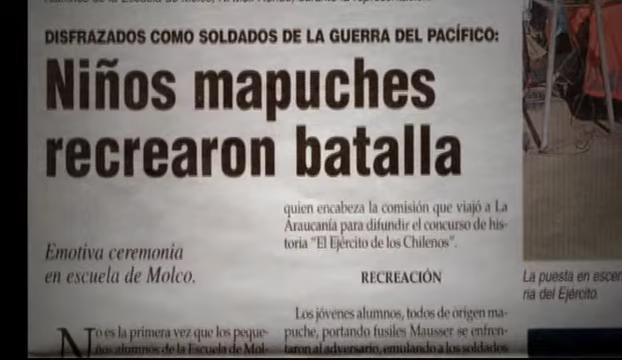 DISFRAZADOS COMO SOLDADOS DE LA GUERRA DEL PACÍFICO:
Niños mapuches
recrearon batalla
Emotiva ceremonia
en escuela de Molco.
No es la primera vez que los peque-
ños alumnos de la Escuela de Mol-
quien encabeza la comisión que viajó a La
Araucanía para difundir el concurso de his-
toria "El Ejército de los Chilenos".
RECREACIÓN
Los jóvenes alumnos, todos de origen ma-
puche, portando fusiles Mausser se enfren-
taron al adversario, emulando a los soldados
La puesta en escen
ria del Ejército.